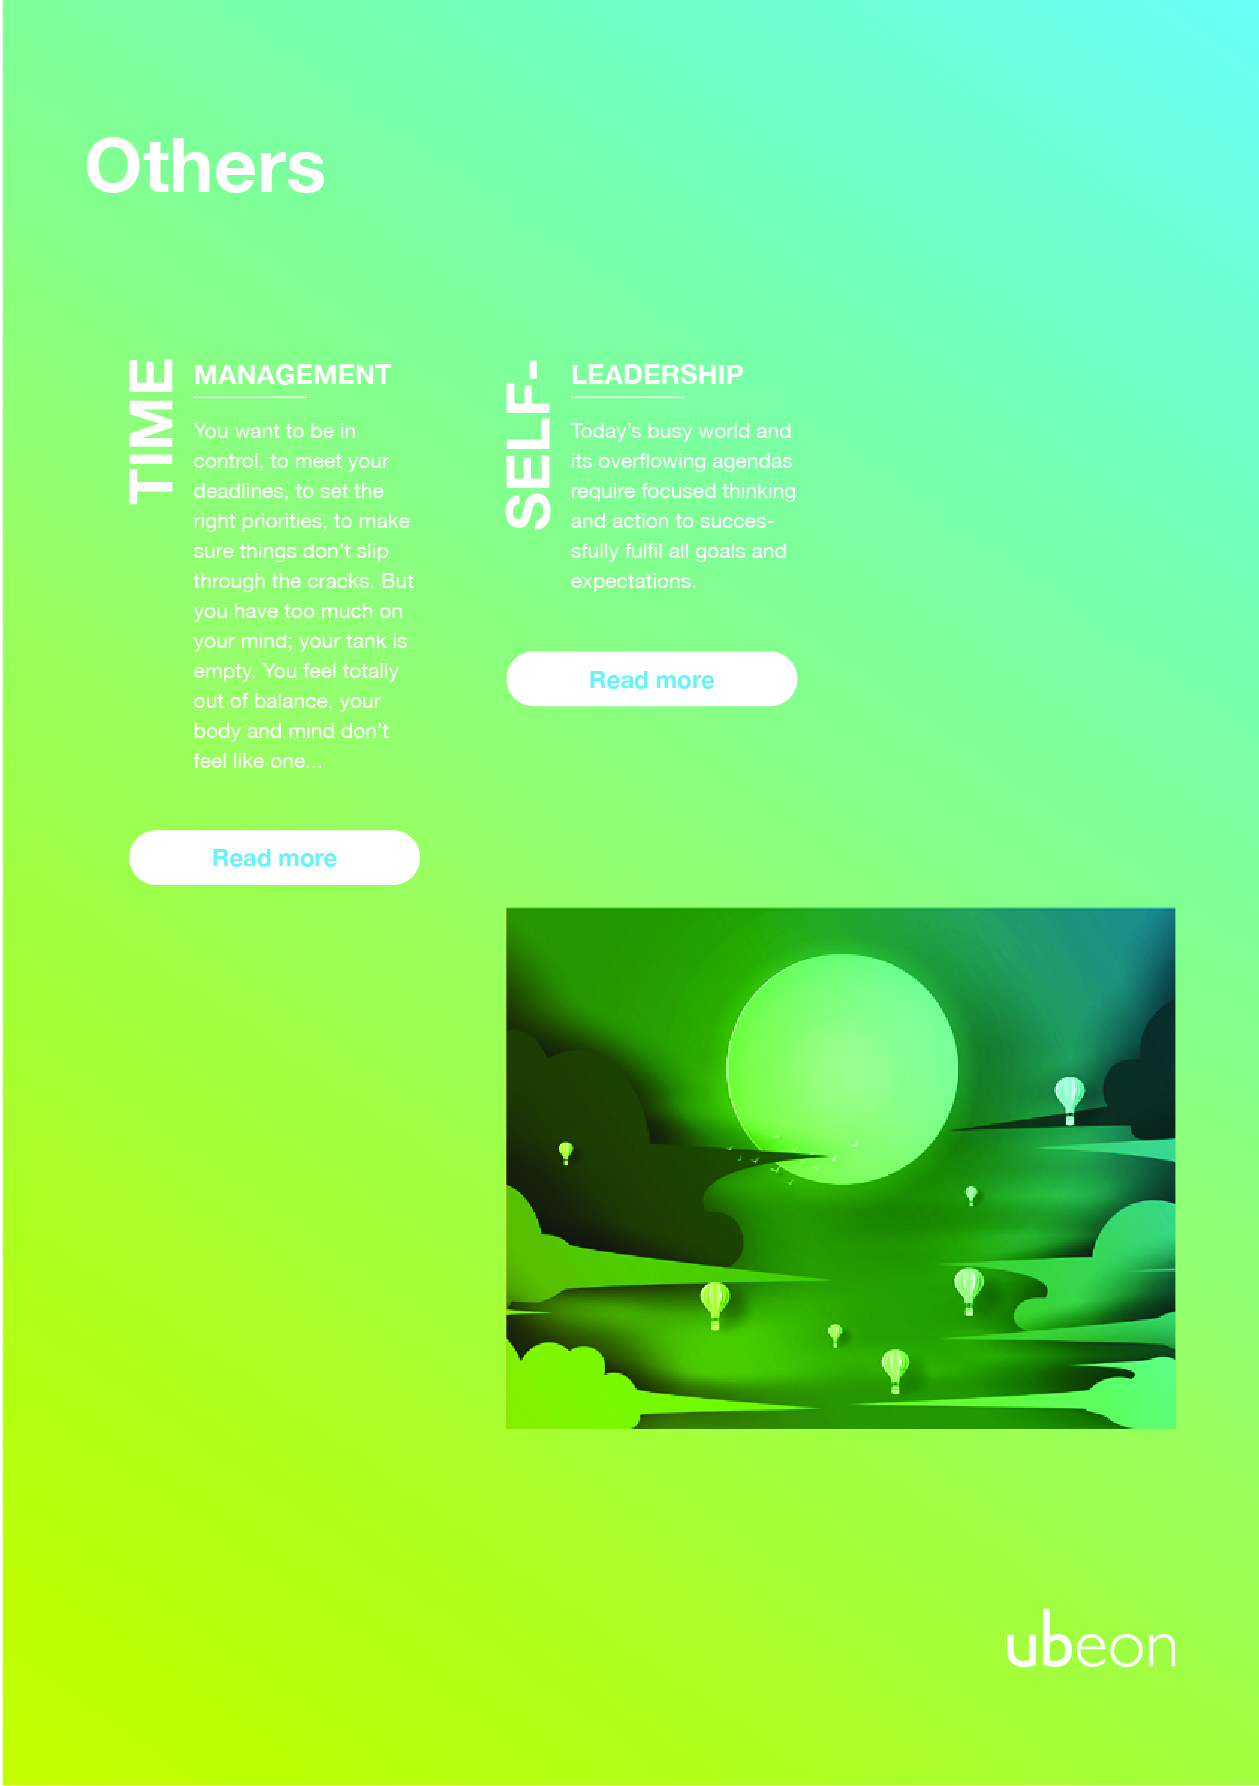 Others
TIME
MANAGEMENT
You want to be in
control, to meet your
deadlines, to set the
right priorities, to make
sure things don’t slip
through the cracks. But
you have too much on
your mind; your tank is
empty. You feel totally
out of balance, your
body and mind don’t
feel like one...
Read more
SELF-
LEADERSHIP
Today’s busy world and
its overflowing agendas
require focused thinking
and action to succes-
sfully fulfil all goals and
expectations.
Read more
ubeon